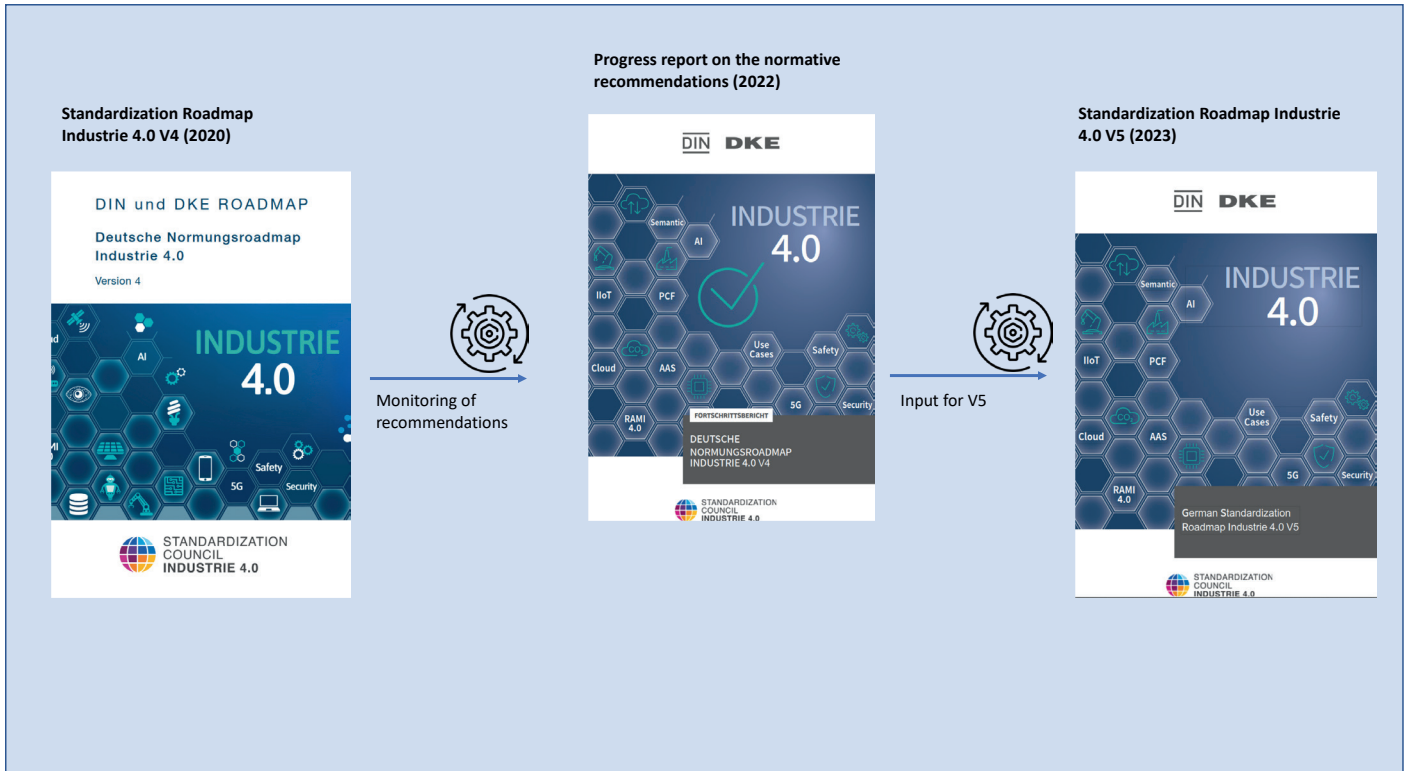 Standardization Roadmap
Industrie 4.0 V4 (2020)
DIN und DKE ROADMAP
Deutsche Normungsroadmap
Industrie 4.0
Version 4
INDUSTRIE
4.0
AI
Safety
5G
Security
STANDARDIZATION
COUNCIL
INDUSTRIE 4.0
Monitoring of
recommendations
Progress report on the normative
recommendations (2022)
DIN DKE
INDUSTRIE
4.0
Semantic
AI
IIoT
PCF
Use
Cases
Safety
Cloud
AAS
5G
Security
RAMI
4.0
FORTSCHRITTSBERICHT
DEUTSCHE
NORMUNGSROADMAP
INDUSTRIE 4.0 V4
STANDARDIZATION
COUNCIL
INDUSTRIE 4.0
Input for V5
Standardization Roadmap Industrie
4.0 V5 (2023)
DIN DKE
INDUSTRIE
4.0
Semantic
AI
IIoT
PCF
Use
Cases
Safety
Cloud
AAS
5G
Security
RAMI
4.0
German Standardization
Roadmap Industrie 4.0 V5
STANDARDIZATION
COUNCIL
INDUSTRIE 4.0